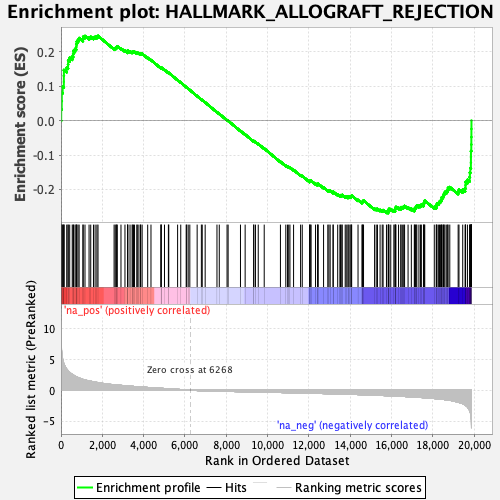 Enrichment plot: HALLMARK_ALLOGRAFT_REJECTION
Enrichment score (ES)
0.2
0.1
0.0
-0.1
-0.2
'na_pos' (positively correlated)
Ranked list metric (PreRanked)
10
5
0
-5
Zero cross at 6268
'na_neg' (negatively correlated)
0
2,000
4,000
6,000
8,000
10,000
12,000
14,000
16,000
18,000
20,000
Rank in Ordered Dataset
Enrichment profile
Hits
Ranking metric scores